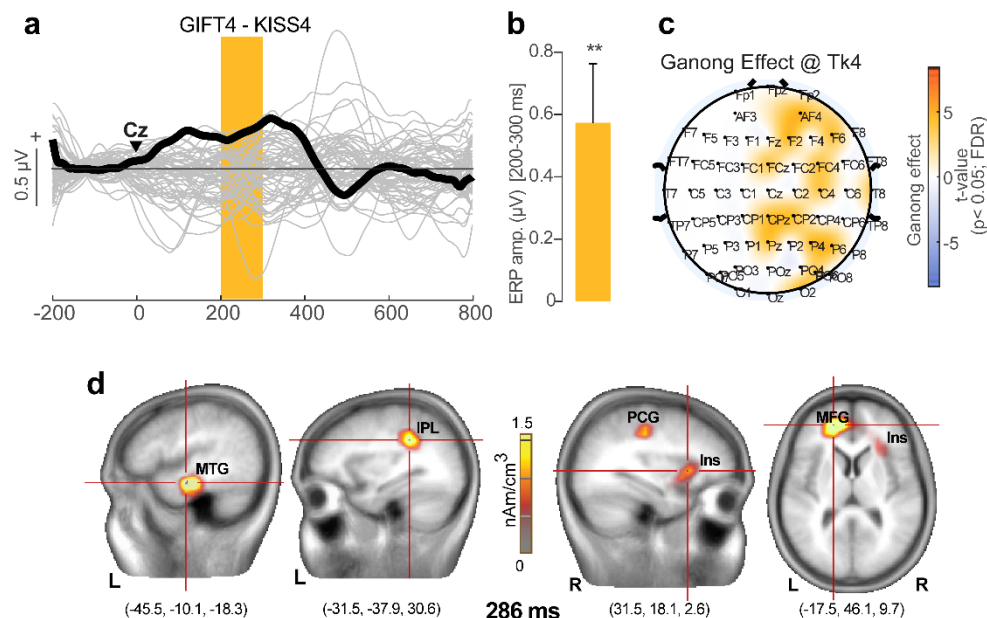 a
GIFT4 - KISS4
Cz
+
0.5 µV
-200 0 200 400 600 800
b
**
ERP amp. (µV) [200-300 ms]
0.8
0.6
0.4
0.2
0
c
Ganong Effect @ Tk4
Fp1 Fpz Fp2
AF3 AF4
F7 F5 F3 F1 Fz F2 F4 F6 F8
FT7 FC5 FC3 FC1 FCz FC2 FC4 FC6 FT8
T7 C5 C3 C1 Cz C2 C4 C6 T8
TP7 CP5 CP3 CP1 CPz CP2 CP4 CP6 TP8
P7 P5 P3 P1 Pz P2 P4 P6 P8
PO5 PO3 POz PO4 PO6
O1 Oz O2
Ganong effect
t-value
(p< 0.05; FDR)
5
0
-5
d
MTG
L
(-45.5, -10.1, -18.3)
IPL
L
(-31.5, -37.9, 30.6)
1.5
nAm/cm3
0
286 ms
PCG
Ins
R
(31.5, 18.1, 2.6)
MFG
Ins
L R
(-17.5, 46.1, 9.7)